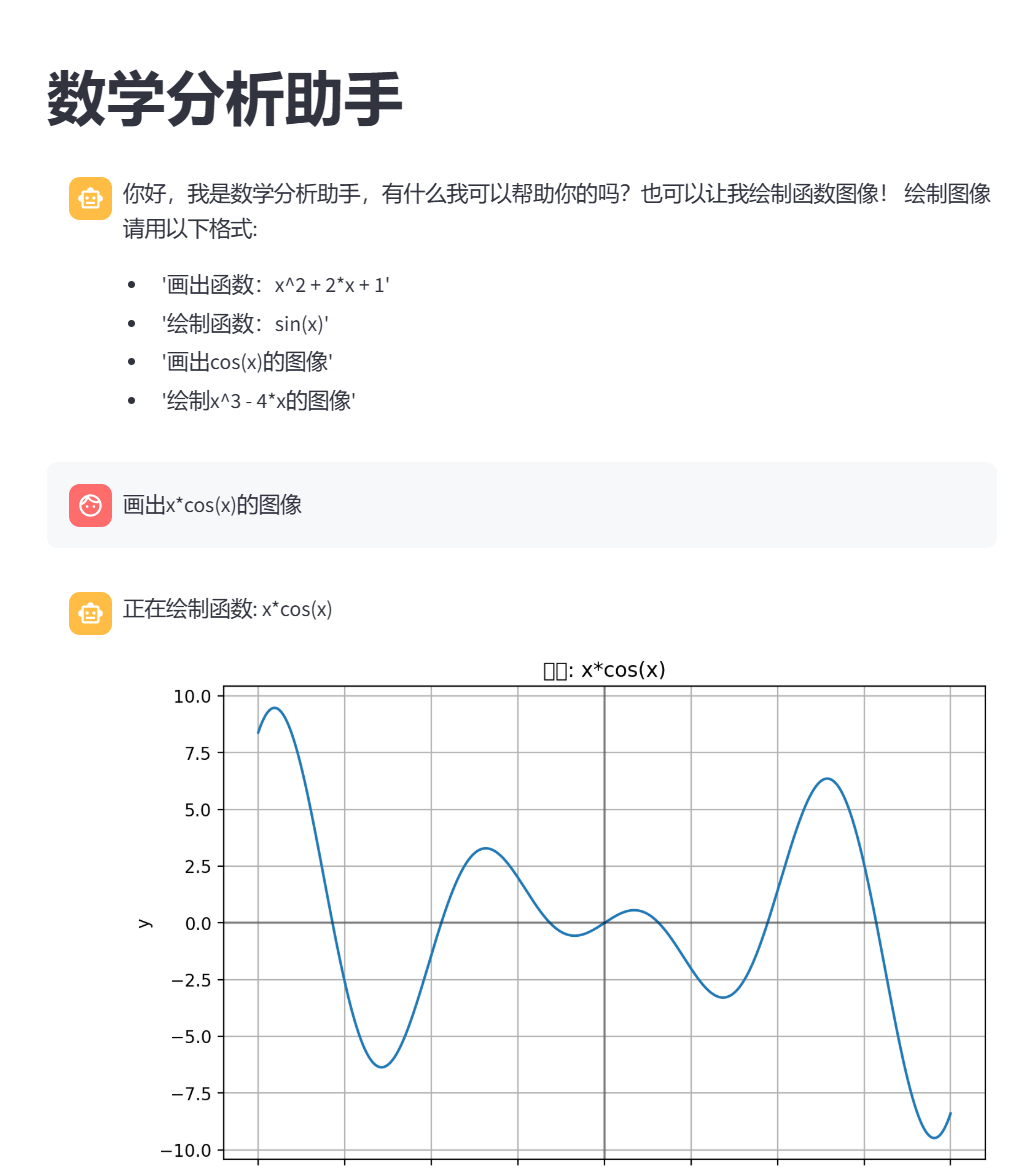 数学分析助手
你好，我是数学分析助手，有什么我可以帮助你的吗？也可以让我绘制函数图像！ 绘制图像
请用以下格式:
• '画出函数：x^2 + 2*x + 1'
• '绘制函数：sin(x)'
• '画出cos(x)的图像'
• '绘制x^3 - 4*x的图像'
画出x*cos(x)的图像
正在绘制函数: x*cos(x)
□□: x*cos(x)
10.0
7.5
5.0
2.5
0.0
y
−2.5
−5.0
−7.5
−10.0